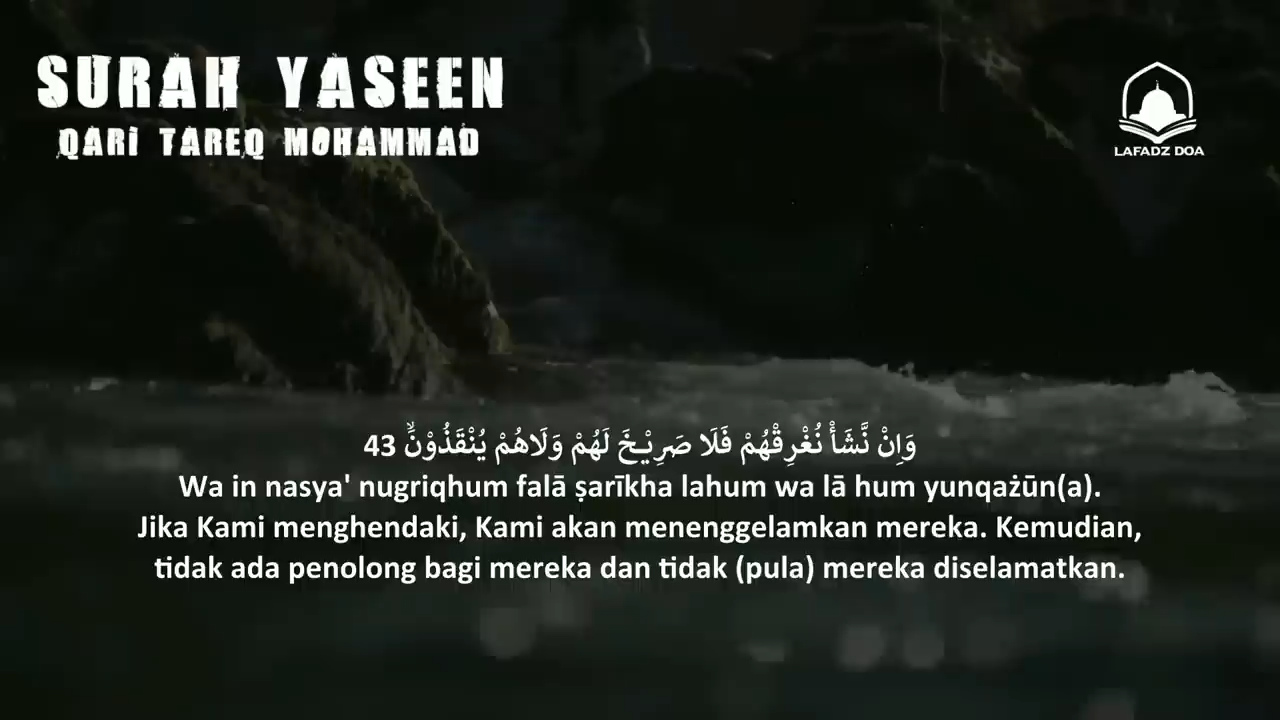 SURAH YASEEN
QARI TAREQ MOHAMMAD
LAFADZ DOA
وَاِنْ نَّشَأْ نُغْرِقْهُمْ فَلَا صَرِيْخَ لَهُمْ وَلَاهُمْ يُنْقَذُوْنَۙ 43
Wa in nasya' nugriqhum falā ṣarīkha lahum wa lā hum yunqażūn(a).
Jika Kami menghendaki, Kami akan menenggelamkan mereka. Kemudian,
tidak ada penolong bagi mereka dan tidak (pula) mereka diselamatkan.